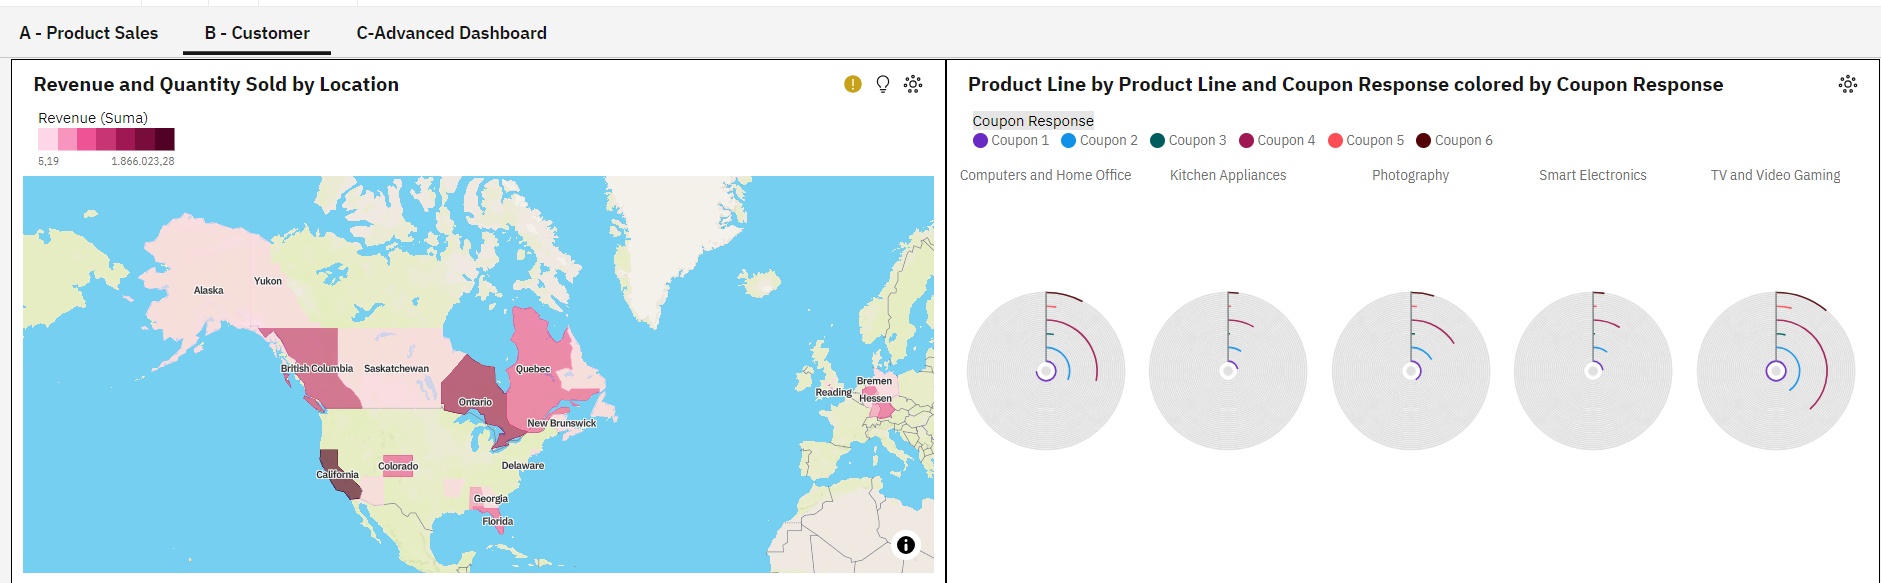 A - Product Sales
B - Customer
C-Advanced Dashboard
Revenue and Quantity Sold by Location
Revenue (Suma)
5,19
1.866.023,28
Alaska
Yukon
British Columbia
Saskatchewan
Quebec
Ontario
New Brunswick
California
Colorado
Delaware
Georgia
Florida
Reading
Bremen
Hessen
Product Line by Product Line and Coupon Response colored by Coupon Response
Coupon Response
Coupon 1
Coupon 2
Coupon 3
Coupon 4
Coupon 5
Coupon 6
Computers and Home Office
Kitchen Appliances
Photography
Smart Electronics
TV and Video Gaming